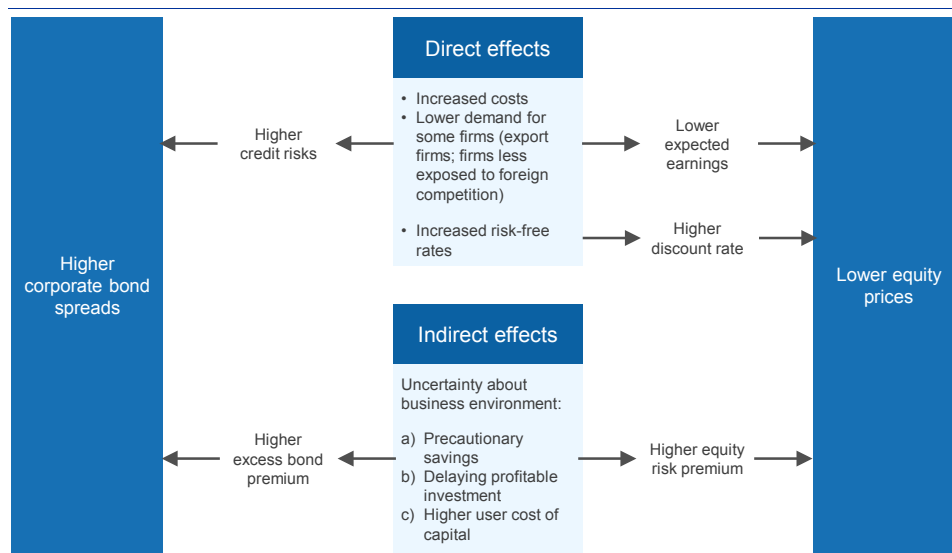 Direct effects
• Increased costs
• Lower demand for
some firms (export
firms; firms less
exposed to foreign
competition)
• Increased risk-free
rates
Higher
credit risks
Lower
expected
earnings
Higher
discount rate
Higher
corporate bond
spreads
Lower equity
prices
Indirect effects
Uncertainty about
business environment:
a) Precautionary
savings
b) Delaying profitable
investment
c) Higher user cost of
capital
Higher
excess bond
premium
Higher equity
risk premium